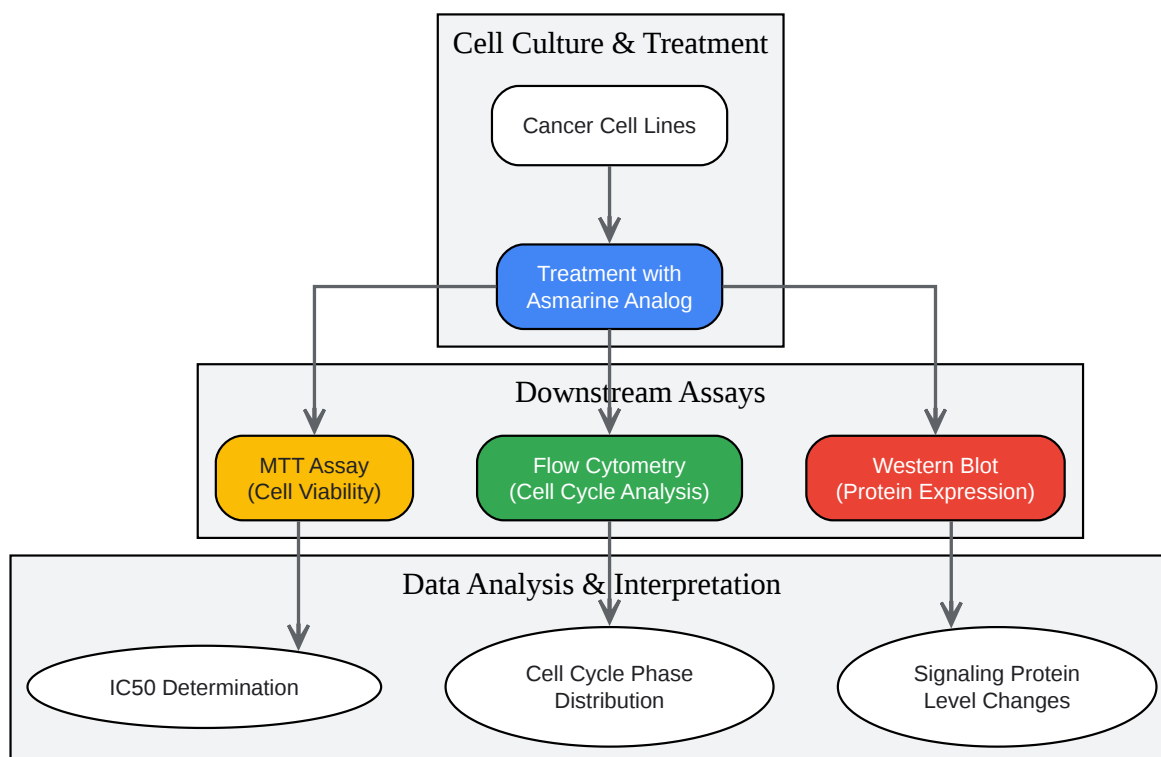 Cell Culture & Treatment
Cancer Cell Lines
Treatment with
Asmarine Analog
Downstream Assays
MTT Assay
(Cell Viability)
Flow Cytometry
(Cell Cycle Analysis)
Western Blot
(Protein Expression)
Data Analysis & Interpretation
IC50 Determination
Cell Cycle Phase
Distribution
Signaling Protein
Level Changes